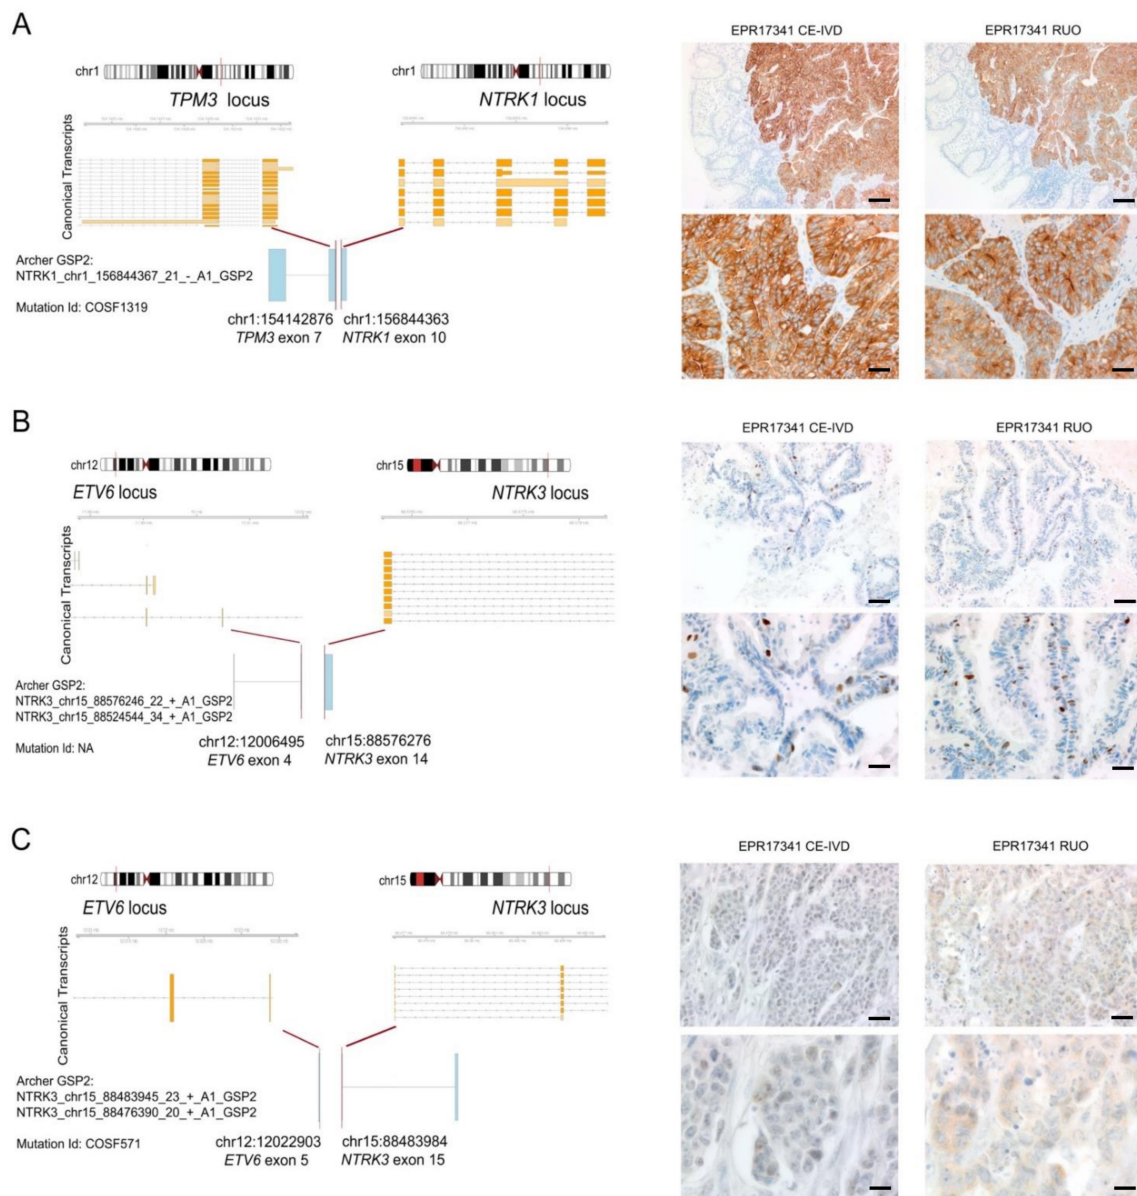 A
EPR17341 CE-IVD
EPR17341 RUO
chr1
chr1
TPM3 locus
NTRK1 locus
Canonical Transcripts
Archer GSP2:
NTRK1_chr1_156844367_21_-_A1_GSP2
Mutation Id: COSF1319
chr1:154142876
TPM3 exon 7
chr1:156844363
NTRK1 exon 10
B
EPR17341 CE-IVD
EPR17341 RUO
chr12
chr15
ETV6 locus
NTRK3 locus
Canonical Transcripts
Archer GSP2:
NTRK3_chr15_88576246_22_+_A1_GSP2
NTRK3_chr15_88524544_34_+_A1_GSP2
Mutation Id: NA
chr12:12006495
ETV6 exon 4
chr15:88576276
NTRK3 exon 14
C
EPR17341 CE-IVD
EPR17341 RUO
chr12
chr15
ETV6 locus
NTRK3 locus
Canonical Transcripts
Archer GSP2:
NTRK3_chr15_88483945_23_+_A1_GSP2
NTRK3_chr15_88476390_20_+_A1_GSP2
Mutation Id: COSF571
chr12:12022903
ETV6 exon 5
chr15:88483984
NTRK3 exon 15